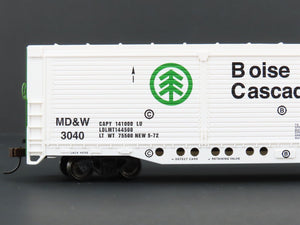 Boise
Cascad
MD&W
3040
CAPY 141000 LD
LDLMT144500
LT WT 75500 NEW 5-72
C
C
C